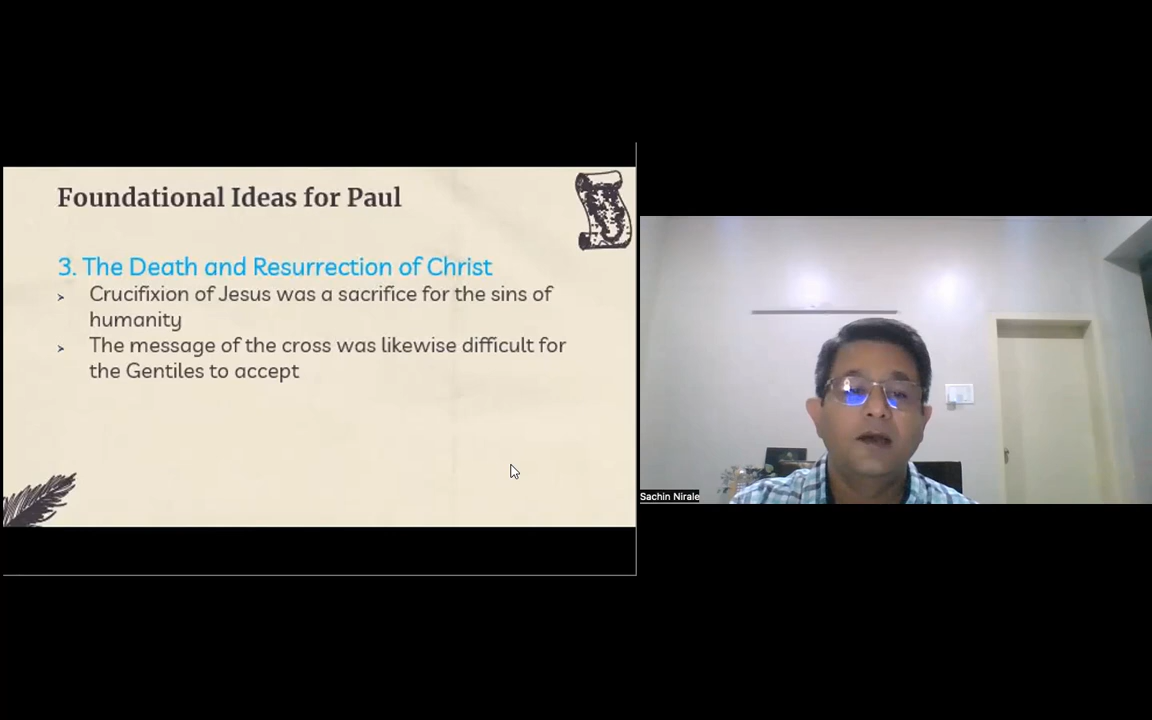 Foundational Ideas for Paul
3. The Death and Resurrection of Christ
➢ Crucifixion of Jesus was a sacrifice for the sins of
humanity
➢ The message of the cross was likewise difficult for
the Gentiles to accept
Sachin Nirale